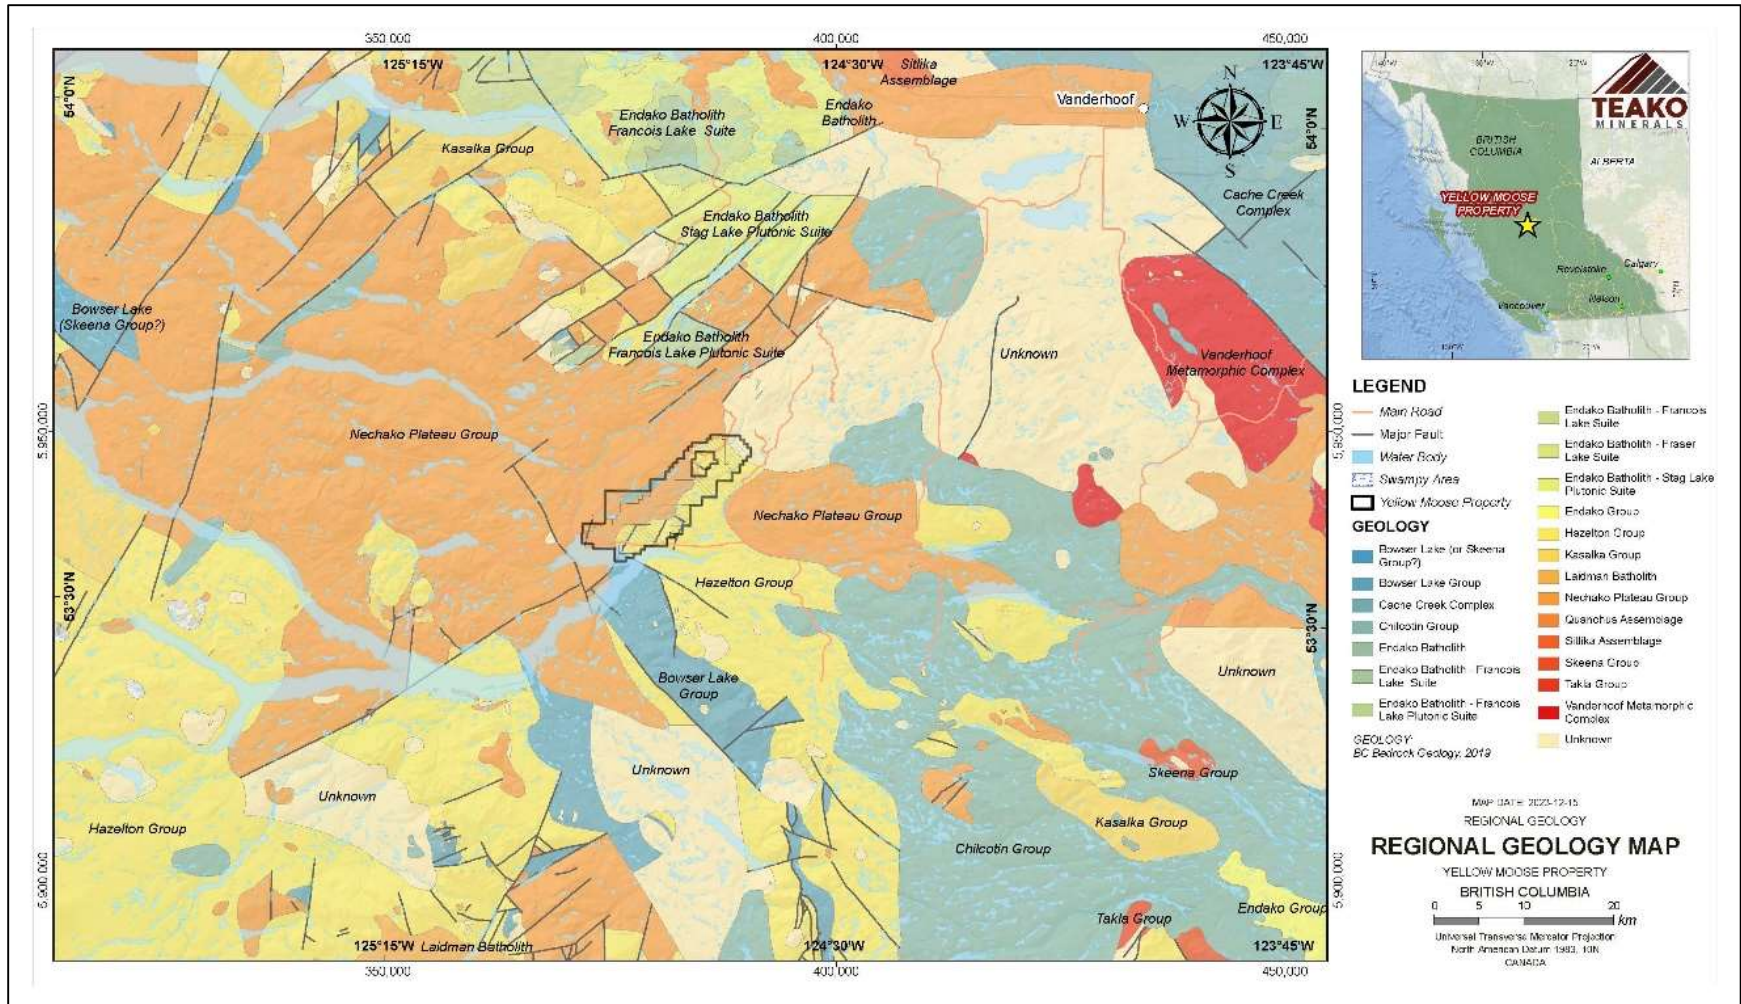 350,000
400,000
450,000
125°15'W
124°30'W
123°45'W
54°0'N
54°0'N
Sitlika
Assemblage
Vanderhoof
N
W
E
S
Endako Batholith
Francois Lake Suite
Endako
Batholith
Kasalka Group
Cache Creek
Complex
Endako Batholith
Stag Lake Plutonic Suite
Bowser Lake
(Skeena Group?)
Endako Batholith
Francois Lake Plutonic Suite
Unknown
Vanderhoof
Metamorphic Complex
5,950,000
5,950,000
Nechako Plateau Group
Nechako Plateau Group
Hazelton Group
53°30'N
53°30'N
Bowser Lake
Group
Unknown
Unknown
Unknown
Skeena Group
Hazelton Group
Kasalka Group
Chilcotin Group
5,900,000
5,900,000
Endako Group
Takla Group
125°15'W
Laidman Batholith
124°30'W
123°45'W
350,000
400,000
450,000
TEAKO
MINERALS
BRITISH
COLUMBIA
ALBERTA
YELLOW MOOSE
PROPERTY
Revelstoke
Calgary
Vancouver
Nelson
LEGEND
Main Road
Major Fault
Water Body
Swampy Area
Yellow Moose Property
GEOLOGY
Bowser Lake (or Skeena
Group?)
Bowser Lake Group
Cache Creek Complex
Chilcotin Group
Endako Batholith
Endako Batholith - Francois
Lake Suite
Endako Batholith - Francois
Lake Plutonic Suite
GEOLOGY:
BC Bedrock Geology, 2019
Endako Batholith - Francois
Lake Suite
Endako Batholith - Fraser
Lake Suite
Endako Batholith - Stag Lake
Plutonic Suite
Endako Group
Hazelton Group
Kasalka Group
Laidman Batholith
Nechako Plateau Group
Quanchus Assemblage
Sitlika Assemblage
Skeena Group
Takla Group
Vanderhoof Metamorphic
Complex
Unknown
MAP DATE: 2023-12-15
REGIONAL GEOLOGY
REGIONAL GEOLOGY MAP
YELLOW MOOSE PROPERTY
BRITISH COLUMBIA
0 5 10 20
km
Universal Transverse Mercator Projection
North American Datum 1983, 10N
CANADA